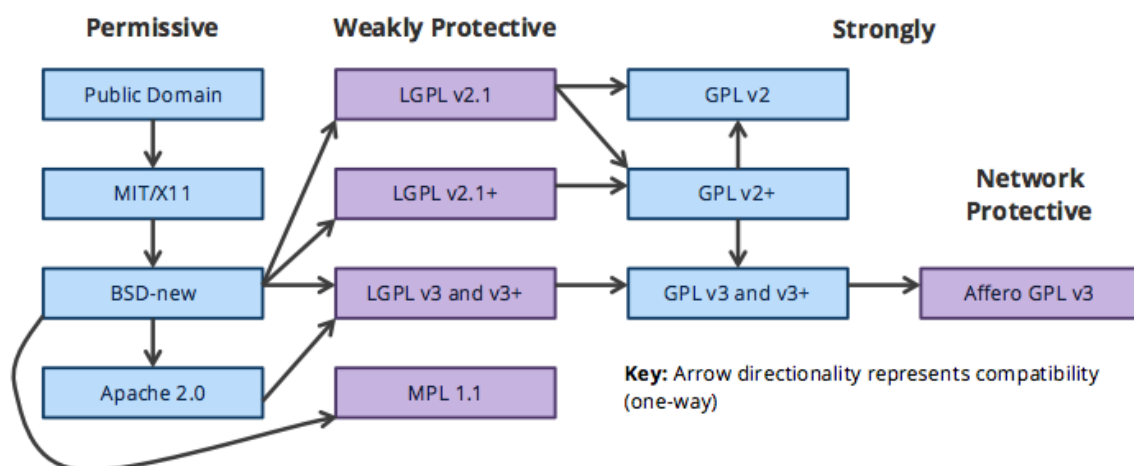 Permissive
Weakly Protective
Strongly
Public Domain
LGPL v2.1
GPL v2
MIT/X11
LGPL v2.1+
GPL v2+
Network
Protective
BSD-new
LGPL v3 and v3+
GPL v3 and v3+
Affero GPL v3
Apache 2.0
MPL 1.1
Key: Arrow directionality represents compatibility
(one-way)